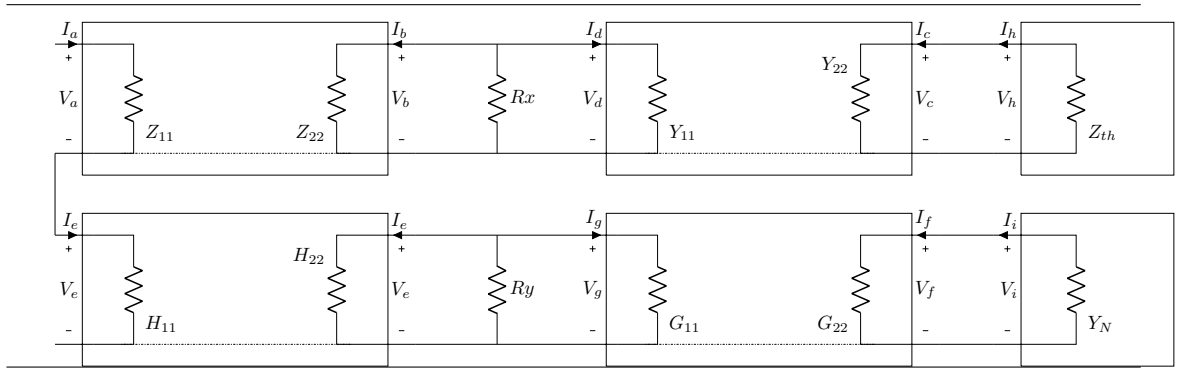 I_a I_b I_d I_c I_h
+ + + + +
V_a V_b Rx V_d Y_22 V_c V_h
- Z_11 Z_22 - - Y_11 - - Z_th
I_e I_e I_g I_f I_i
+ + + + +
V_e H_22 V_e Ry V_g V_f V_i
- H_11 - - G_11 G_22 - - Y_N